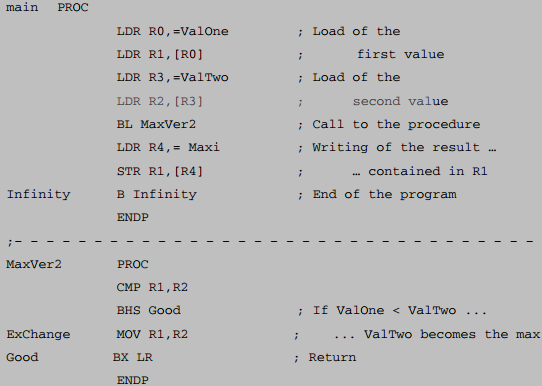 main PROC
LDR R0,=ValOne ; Load of the
LDR R1,[R0] ; first value
LDR R3,=ValTwo ; Load of the
LDR R2,[R3] ; second value
BL MaxVer2 ; Call to the procedure
LDR R4,= Maxi ; Writing of the result …
STR R1,[R4] ; … contained in R1
Infinity B Infinity ; End of the program
ENDP
;- - - - - - - - - - - - - - - - - - - - - - - - - - - - - - - - -
MaxVer2 PROC
CMP R1,R2
BHS Good ; If ValOne < ValTwo ...
ExChange MOV R1,R2 ; ... ValTwo becomes the max
Good BX LR ; Return
ENDP